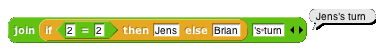 join if 2 = 2 then Jens else Brian 's turn
Jens's turn